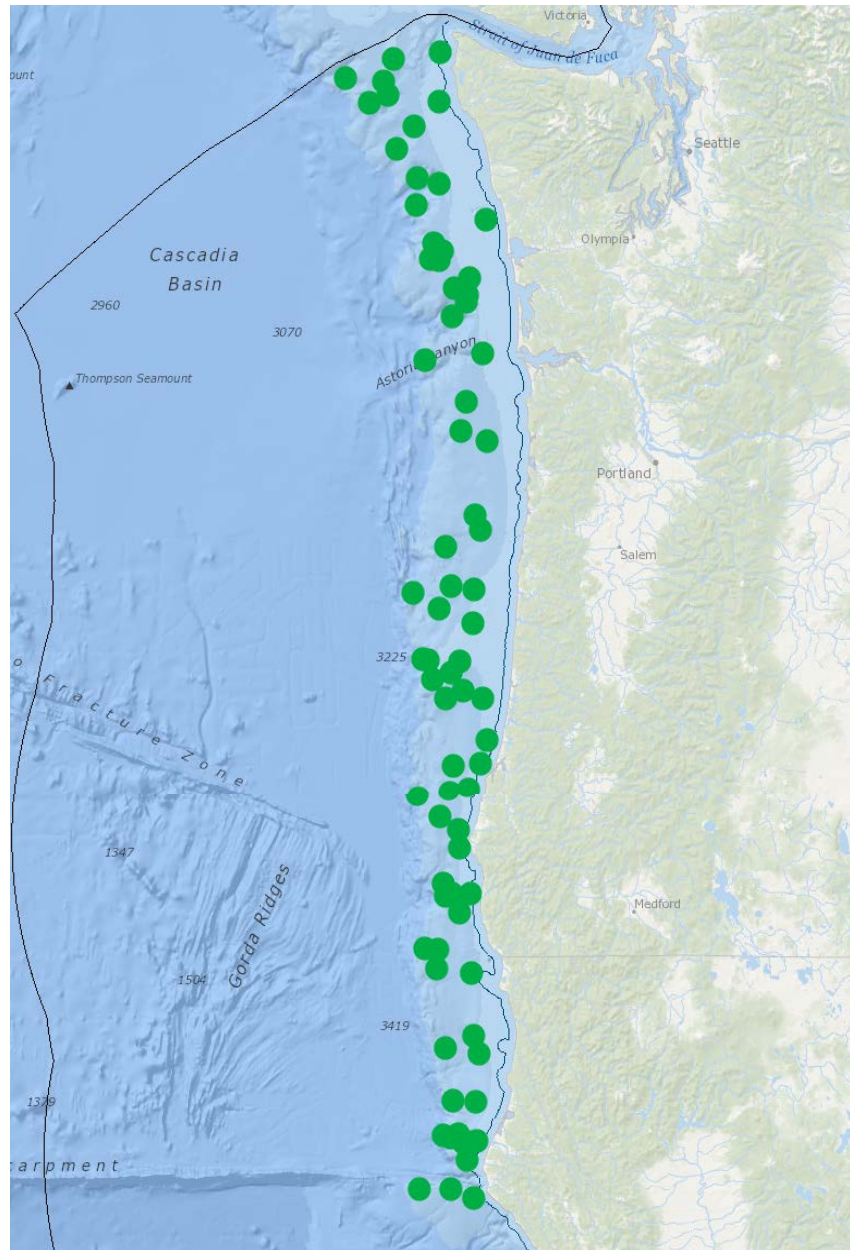 Victoria
Strait of Juan de Fuca
ount
Seattle
Olympia
Cascadia
Basin
2960
3070
Astoria Canyon
Thompson Seamount
Portland
Salem
3225
o Fracture Zone
1347
Gorda Ridges
Medford
1504
3419
1379
carpment